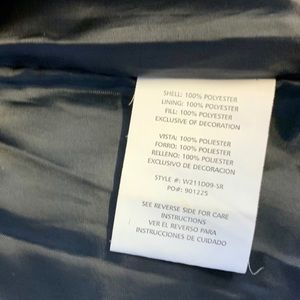 SHELL: 100% POLYESTER
LINING: 100% POLYESTER
FILL: 100% POLYESTER
EXCLUSIVE OF DECORATION
VISTA: 100% POLIESTER
FORRO: 100% POLIESTER
RELLENO: 100% POLIESTER
EXCLUSIVO DE DECORACION
STYLE #: W211D09-SR
PO#: 901225
SEE REVERSE SIDE FOR CARE
INSTRUCTIONS
VER EL REVERSO PARA
INSTRUCCIONES DE CUIDADO